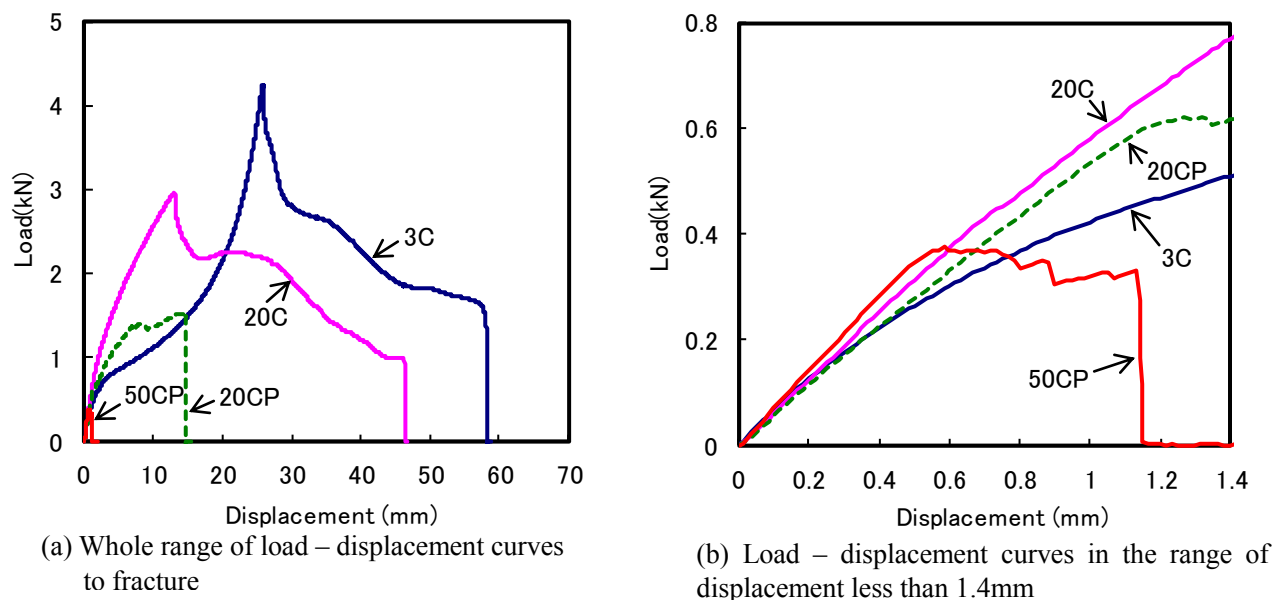 5
4
3
2
1
0
Load(kN)
3C
20C
50CP
20CP
0 10 20 30 40 50 60 70
Displacement (mm)
(a) Whole range of load – displacement curves
to fracture
0.8
0.6
0.4
0.2
0
Load(kN)
20C
20CP
3C
50CP
0 0.2 0.4 0.6 0.8 1 1.2 1.4
Displacement (mm)
(b) Load – displacement curves in the range of
displacement less than 1.4mm